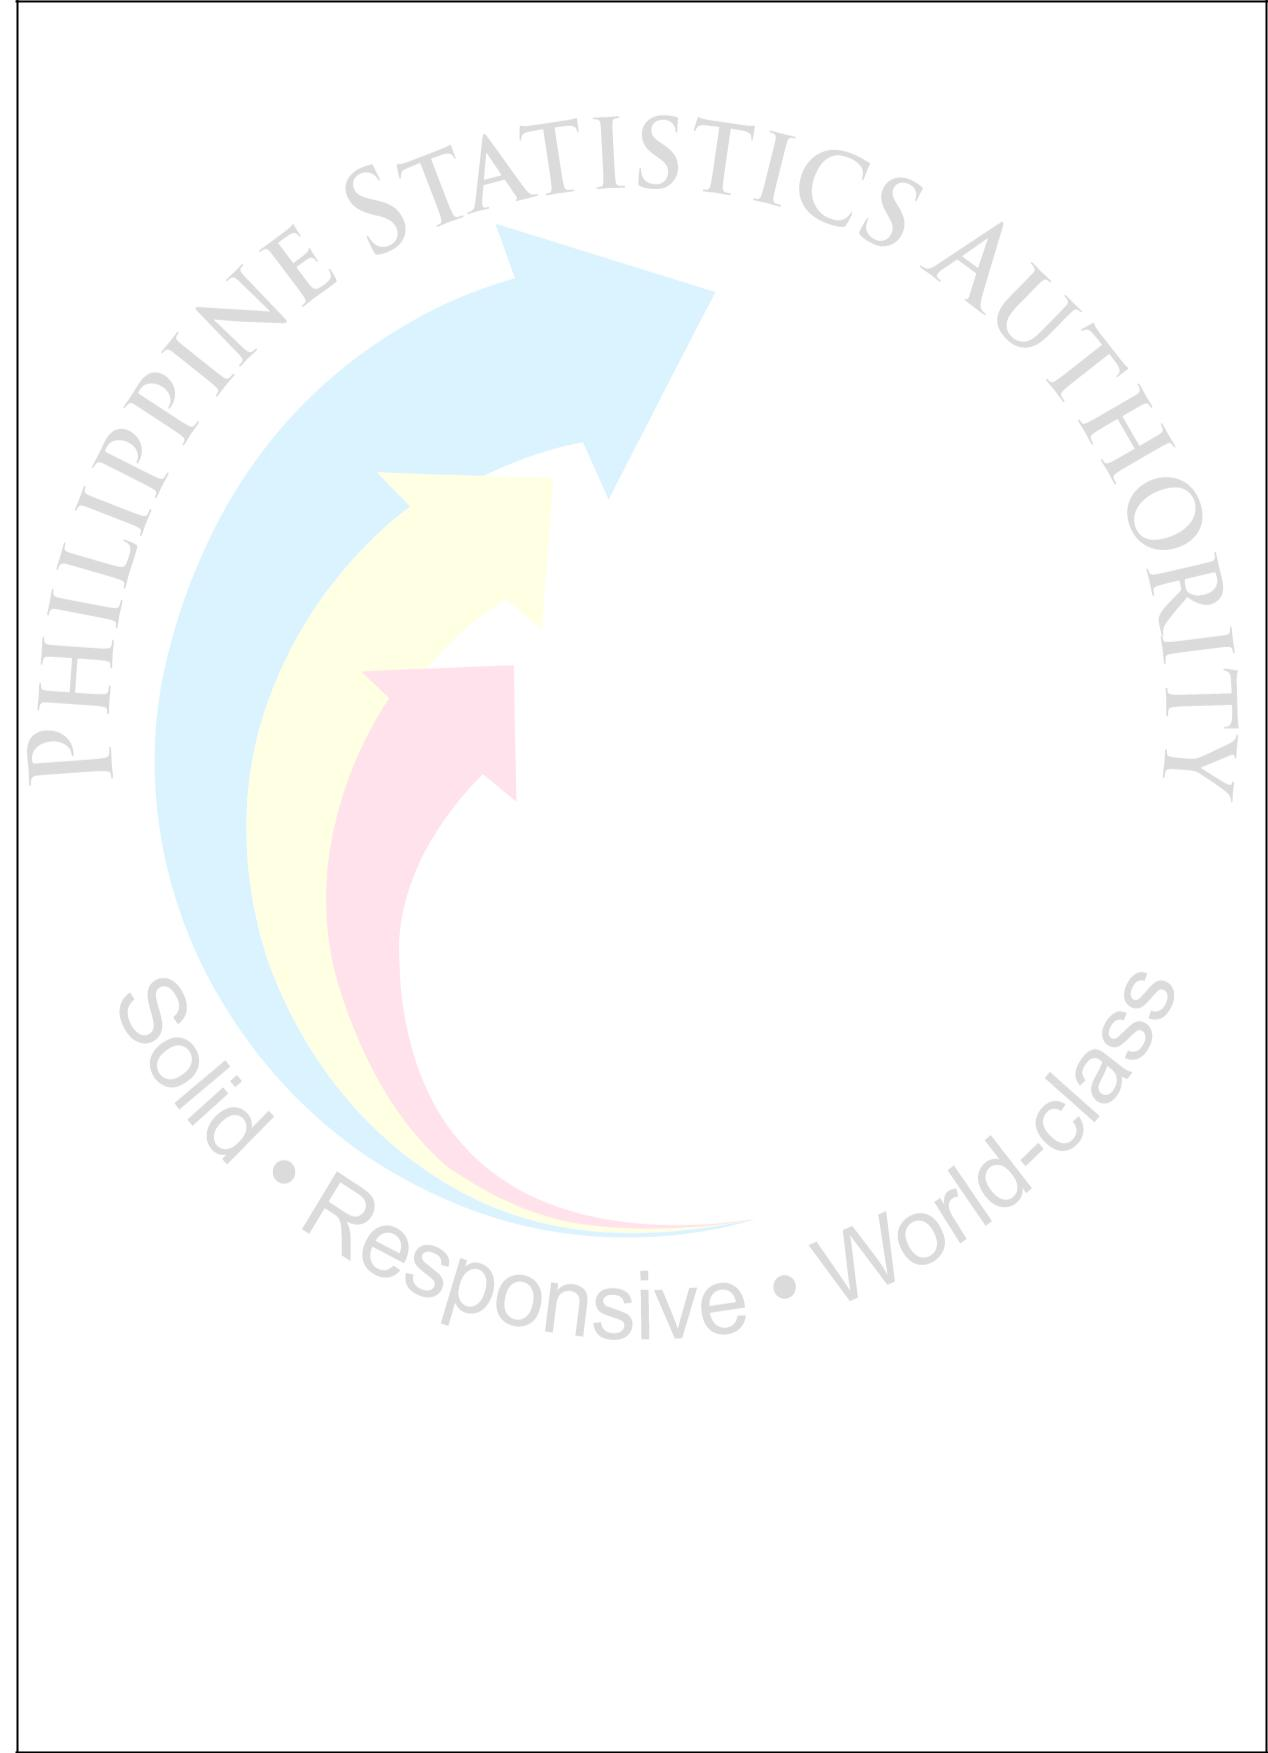 PHILIPPINE STATISTICS AUTHORITY
Solid • Responsive • World-class